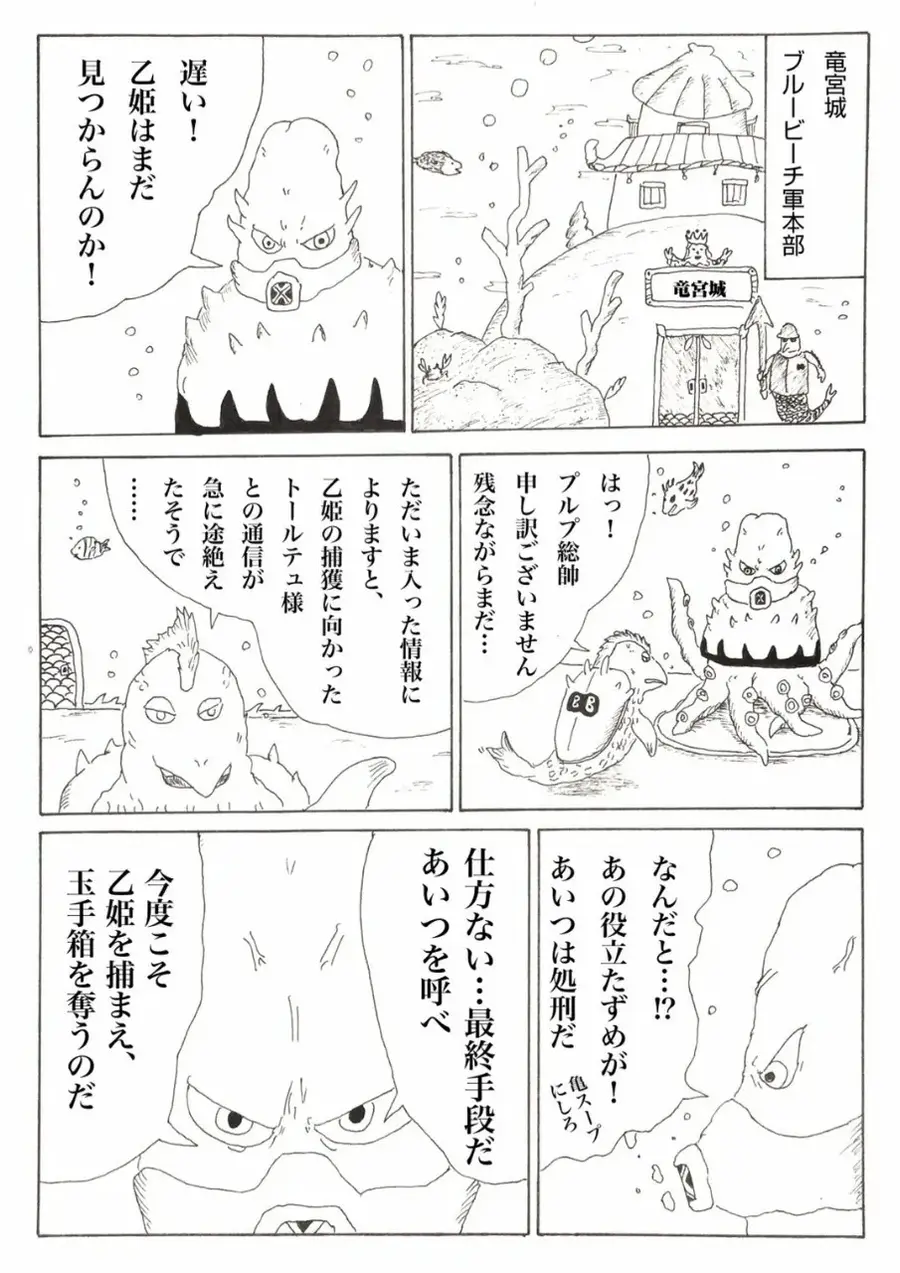 竜宮城
ブルービーチ軍本部
竜宮城
遅い！
乙姫はまだ
見つからんのか！
はっ！
プルプ総帥
申し訳ございません
残念ながらまだ…
BB
ただいま入った情報に
よりますと、
乙姫の捕獲に向かった
トールテュ様
との通信が
急に途絶え
たそうで
……
なんだと…!?
あの役立たずめが！
あいつは処刑だ
亀スープ
にしろ
仕方ない…最終手段だ
あいつを呼べ
今度こそ
乙姫を捕まえ、
玉手箱を奪うのだ